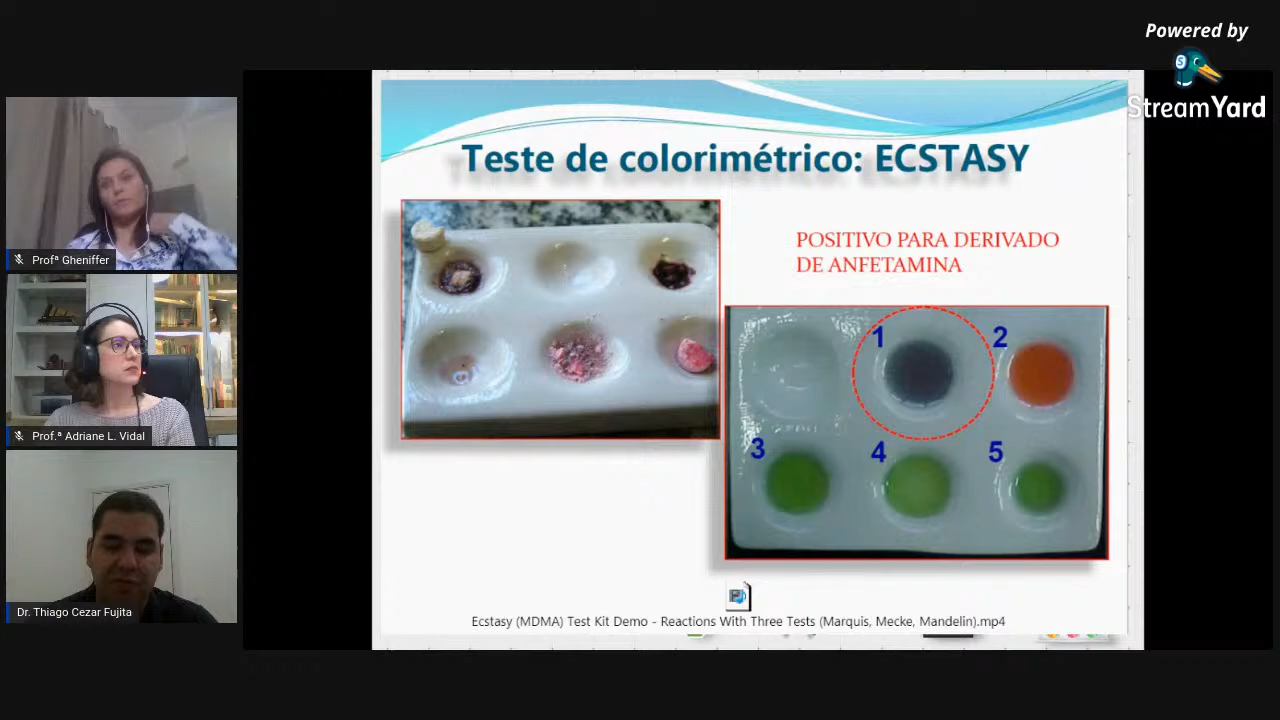 Powered by
StreamYard
Teste de colorimétrico: ECSTASY
POSITIVO PARA DERIVADO
DE ANFETAMINA
1
2
3
4
5
Ecstasy (MDMA) Test Kit Demo - Reactions With Three Tests (Marquis, Mecke, Mandelin).mp4
Profª Gheniffer
Prof.ª Adriane L. Vidal
Dr. Thiago Cezar Fujita